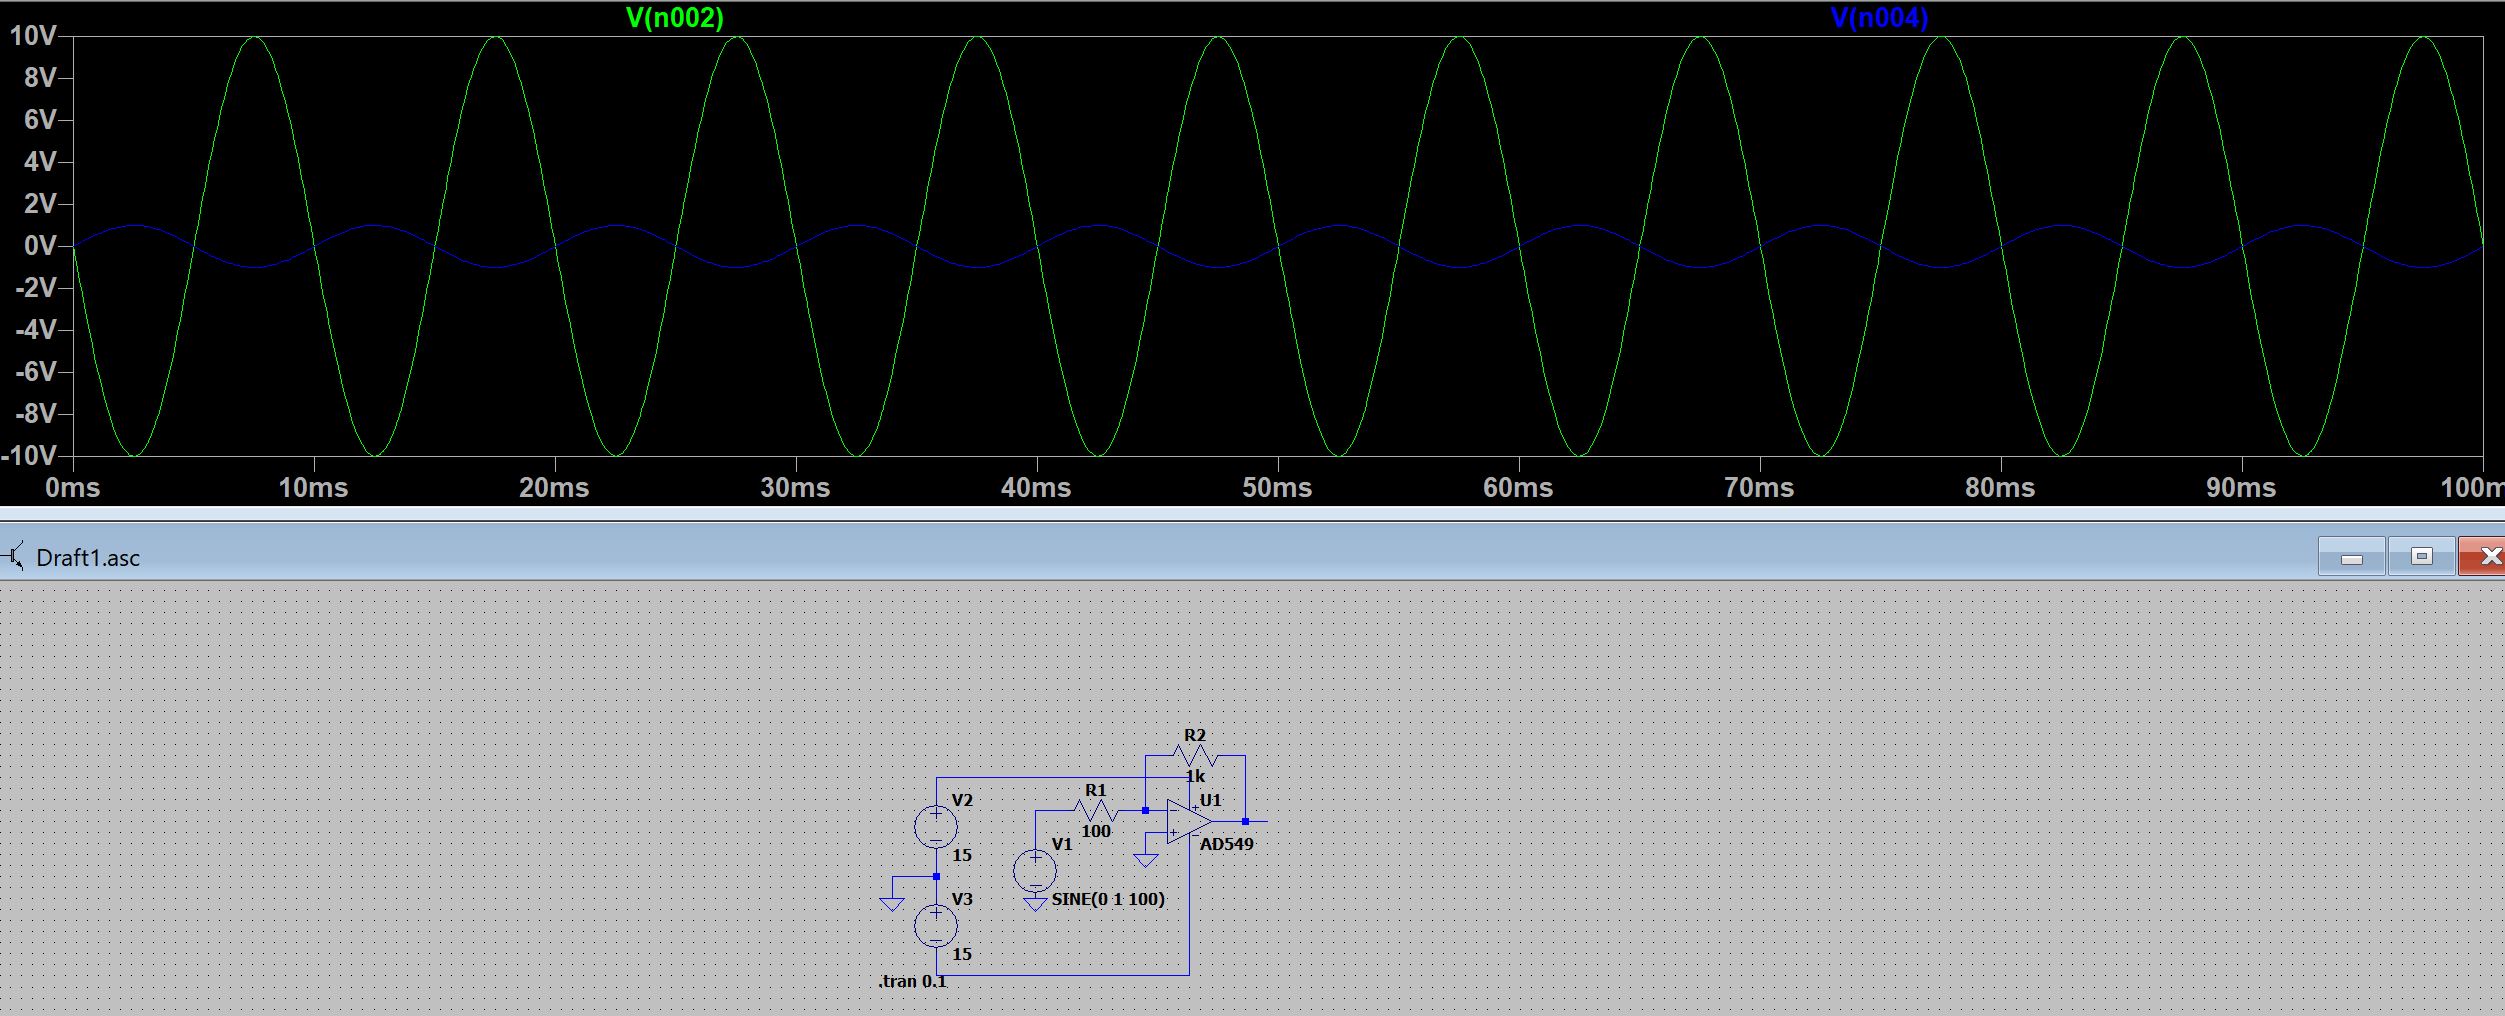 V(n002) V(n004)
10V
8V
6V
4V
2V
0V
-2V
-4V
-6V
-8V
-10V
0ms 10ms 20ms 30ms 40ms 50ms 60ms 70ms 80ms 90ms 100m
Draft1.asc
R2
1k
R1
100
U1
AD549
V2
15
V1
SINE(0 1 100)
V3
15
.tran 0.1